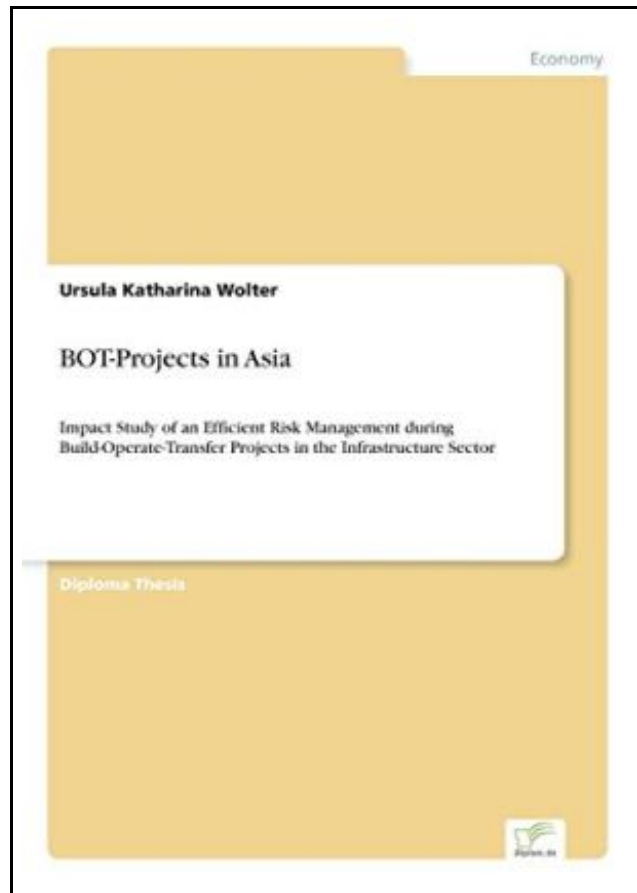 Economy
Ursula Katharina Wolter
BOT-Projects in Asia
Impact Study of an Efficient Risk Management during
Build-Operate-Transfer Projects in the Infrastructure Sector
Diploma Thesis